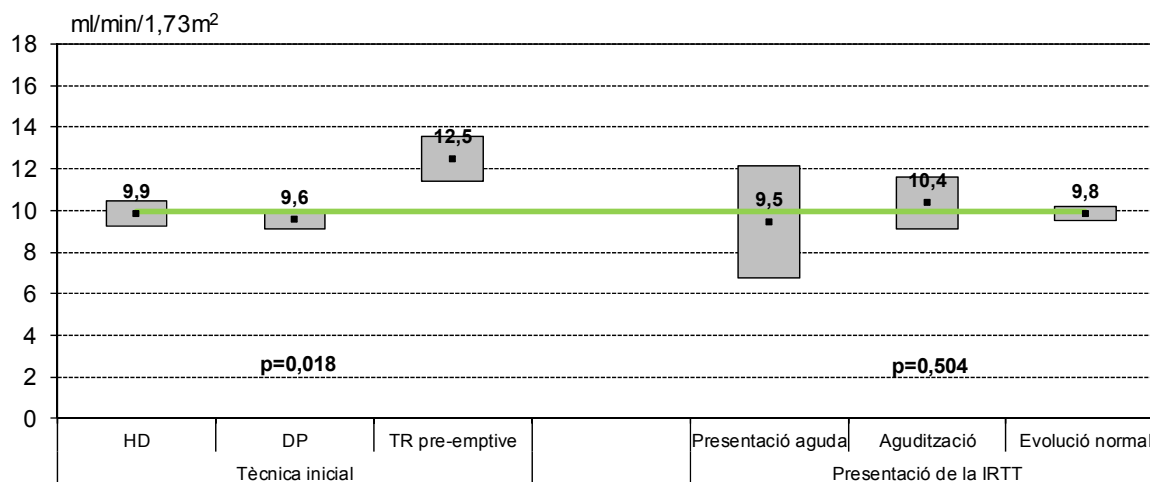 ml/min/1,73m²
18
16
14
12
10
8
6
4
2
0
9,9
9,6
12,5
9,5
10,4
9,8
p=0,018
p=0,504
HD
DP
TR pre-emptive
Presentació aguda
Agudització
Evolució normal
Tècnica inicial
Presentació de la IRTT